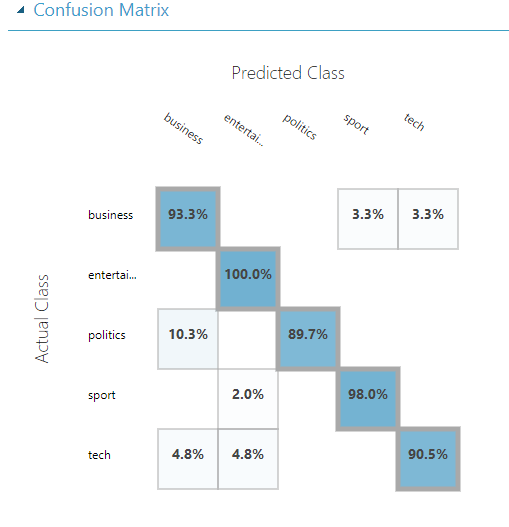 Confusion Matrix
Predicted Class
business entertai... politics sport tech
Actual Class
business 93.3% 3.3% 3.3%
entertai... 100.0%
politics 10.3% 89.7%
sport 2.0% 98.0%
tech 4.8% 4.8% 90.5%